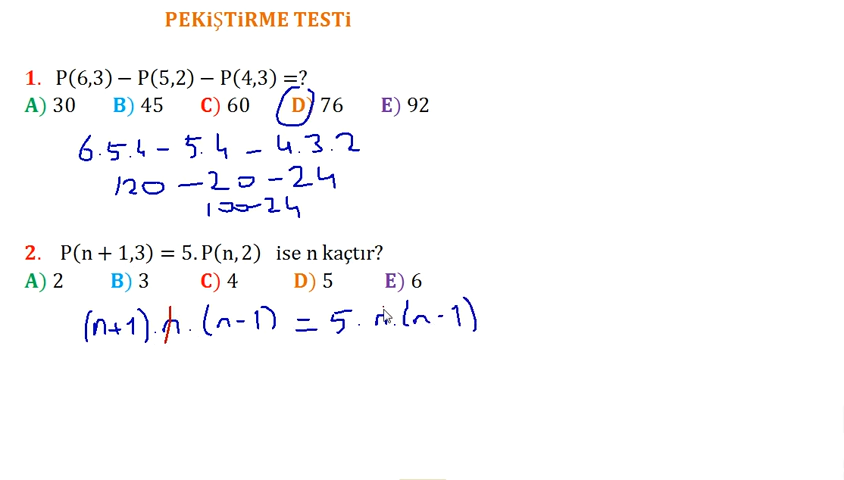 PEKİŞTİRME TESTİ
1. P(6,3) − P(5,2) − P(4,3) =?
A) 30 B) 45 C) 60 D) 76 E) 92
6.5.4 − 5.4 − 4.3.2
120 − 20 − 24
100−24
2. P(n + 1,3) = 5. P(n, 2) ise n kaçtır?
A) 2 B) 3 C) 4 D) 5 E) 6
(n+1).n.(n−1) = 5.n.(n−1)